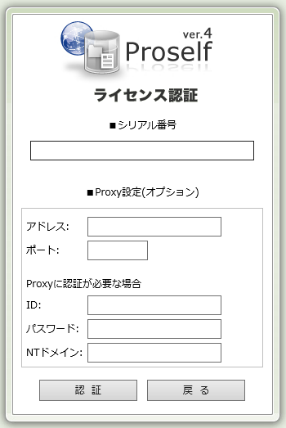 ver.4
Proself
ライセンス認証
■シリアル番号
■Proxy設定(オプション)
アドレス:
ポート:
Proxyに認証が必要な場合
ID:
パスワード:
NTドメイン:
認 証 戻 る